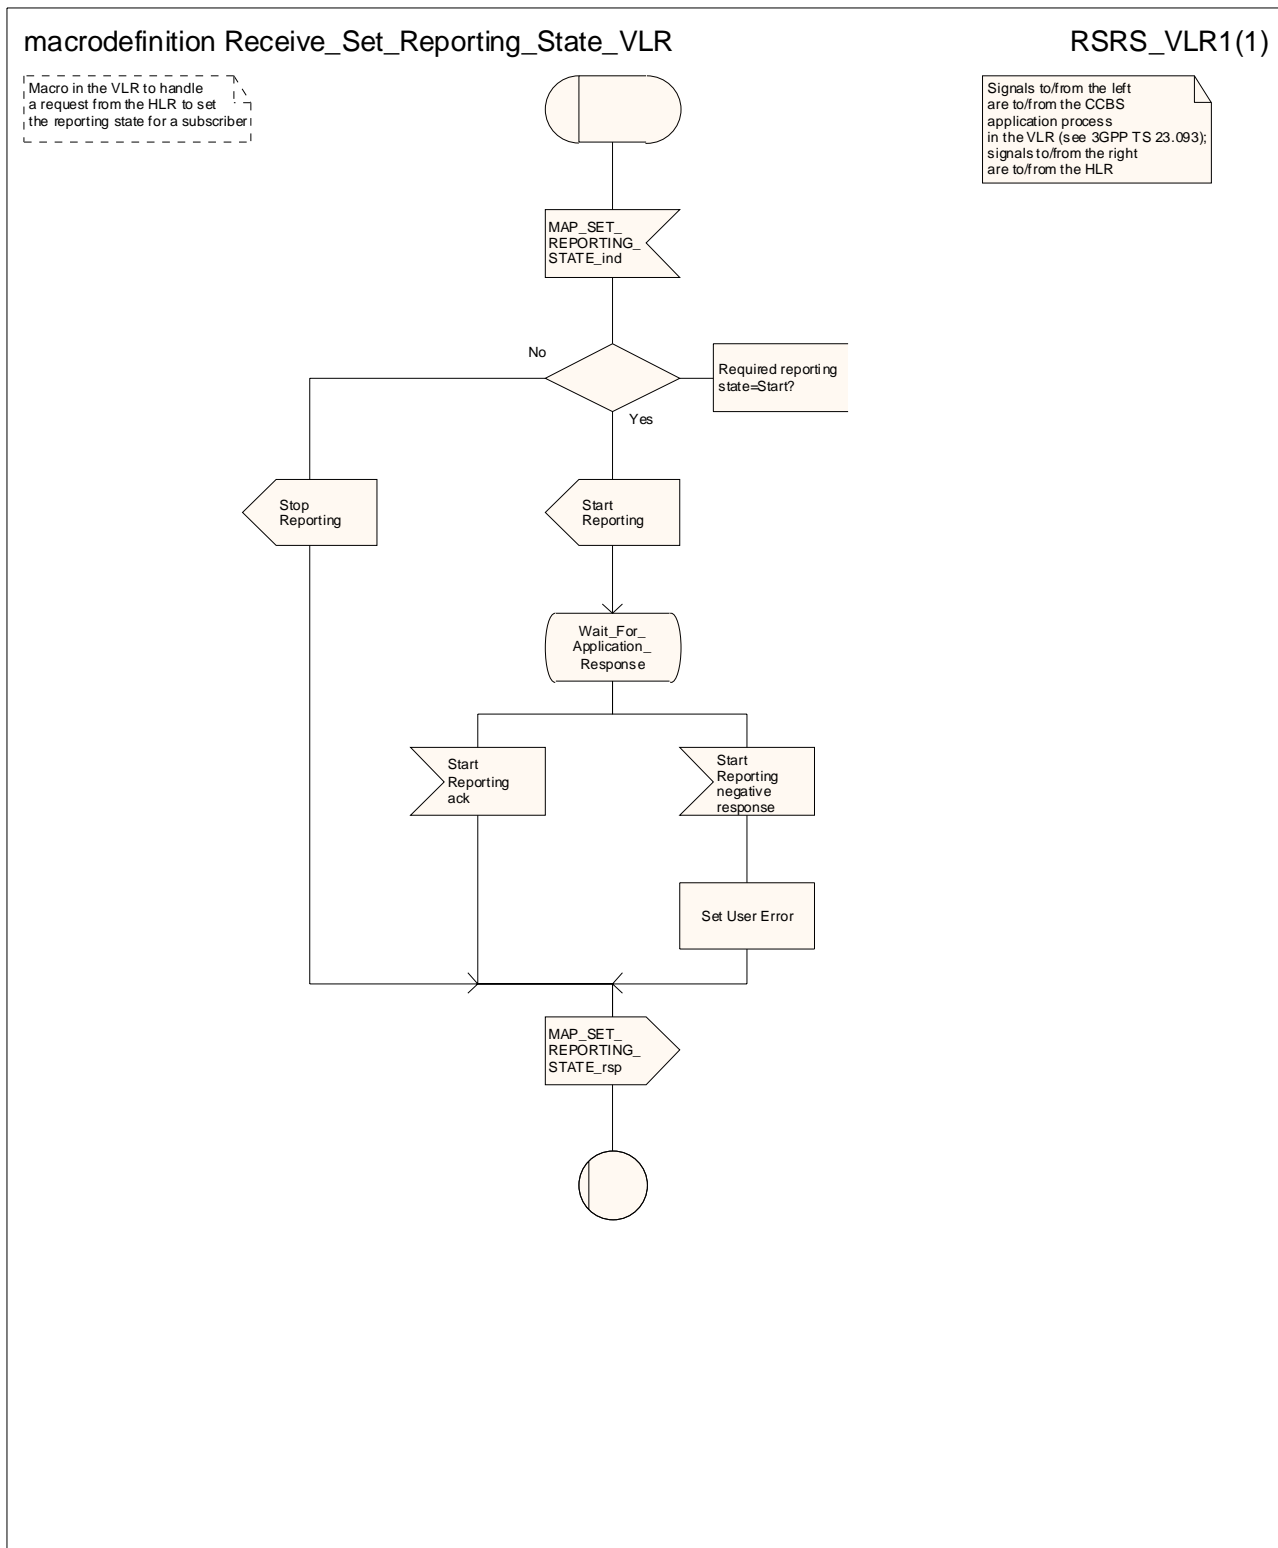 macrodefinition Receive_Set_Reporting_State_VLR
RSRS_VLR1(1)
Macro in the VLR to handle
a request from the HLR to set
the reporting state for a subscriber
Signals to/from the left
are to/from the CCBS
application process
in the VLR (see 3GPP TS 23.093);
signals to/from the right
are to/from the HLR
MAP_SET_
REPORTING_
STATE_ind
No
Required reporting
state=Start?
Yes
Stop
Reporting
Start
Reporting
Wait_For_
Application_
Response
Start
Reporting
ack
Start
Reporting
negative
response
Set User Error
MAP_SET_
REPORTING_
STATE_rsp